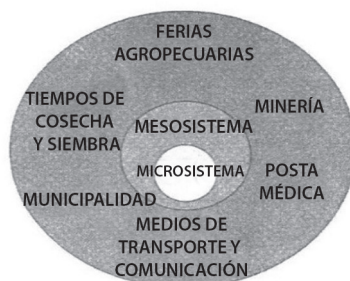 FERIAS
AGROPECUARIAS
TIEMPOS DE
COSECHA
Y SIEMBRA
MINERÍA
MESOSISTEMA
MICROSISTEMA
POSTA
MÉDICA
MUNICIPALIDAD
MEDIOS DE
TRANSPORTE Y
COMUNICACIÓN